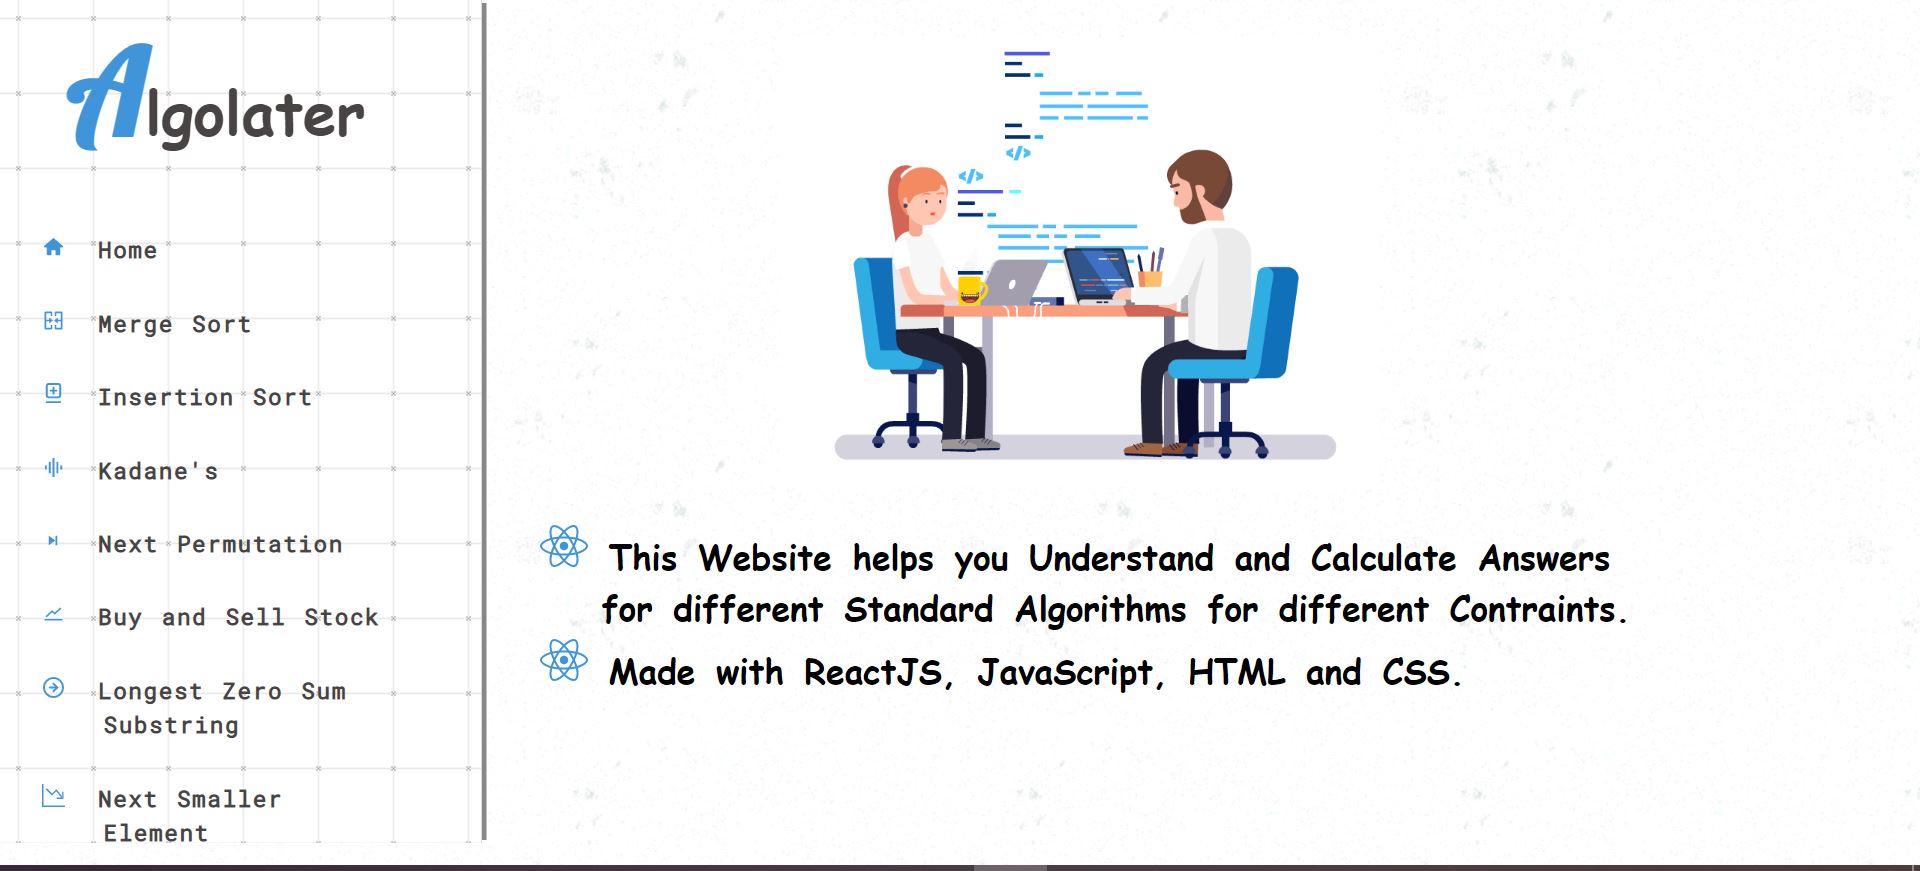 Algolater
Home
Merge Sort
Insertion Sort
Kadane's
Next Permutation
Buy and Sell Stock
Longest Zero Sum
Substring
Next Smaller
Element
</>
</>
This Website helps you Understand and Calculate Answers
for different Standard Algorithms for different Contraints.
Made with ReactJS, JavaScript, HTML and CSS.